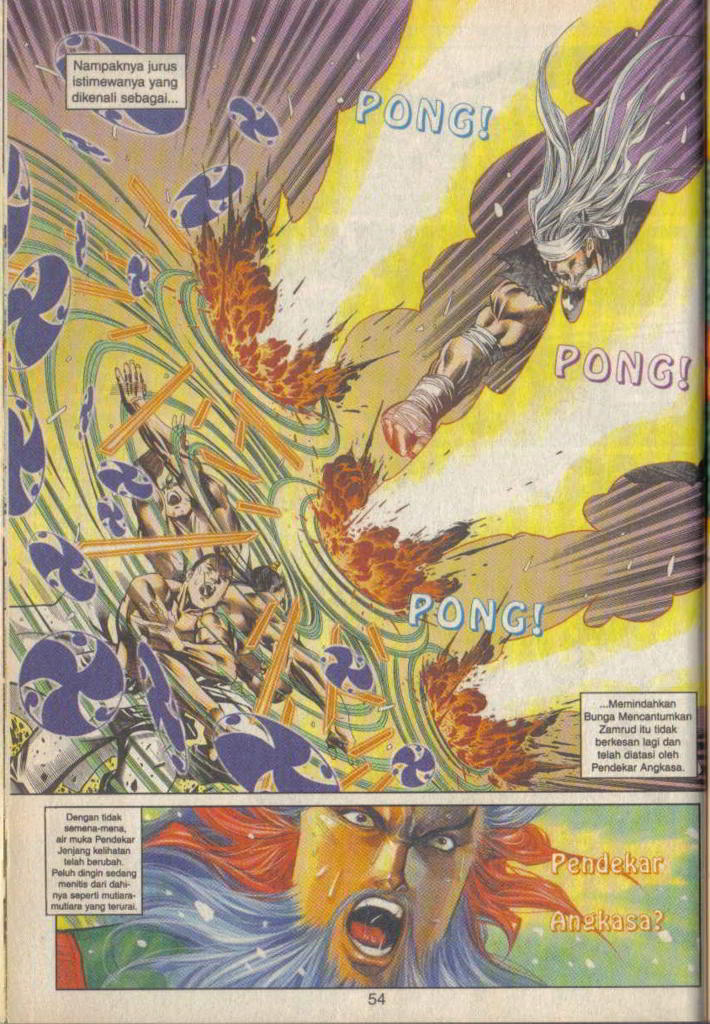 Nampaknya jurus
istimewanya yang
dikenali sebagai...
PONG!
PONG!
PONG!
...Memindahkan
Bunga Mencantumkan
Zamrud itu tidak
berkesan lagi dan
telah diatasi oleh
Pendekar Angkasa.
Dengan tidak
semena-mena,
air muka Pendekar
Jenjang kelihatan
telah berubah.
Peluh dingin sedang
menitis dari dahi-
nya seperti mutiara-
mutiara yang terurai.
Pendekar
Angkasa?
54